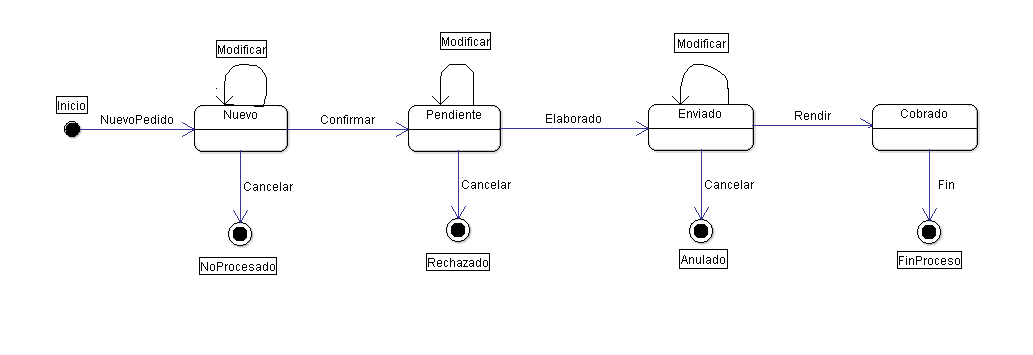 Modificar
Modificar
Modificar
Inicio
NuevoPedido
Nuevo
Confirmar
Pendiente
Elaborado
Enviado
Rendir
Cobrado
Cancelar
Cancelar
Cancelar
Fin
NoProcesado
Rechazado
Anulado
FinProceso